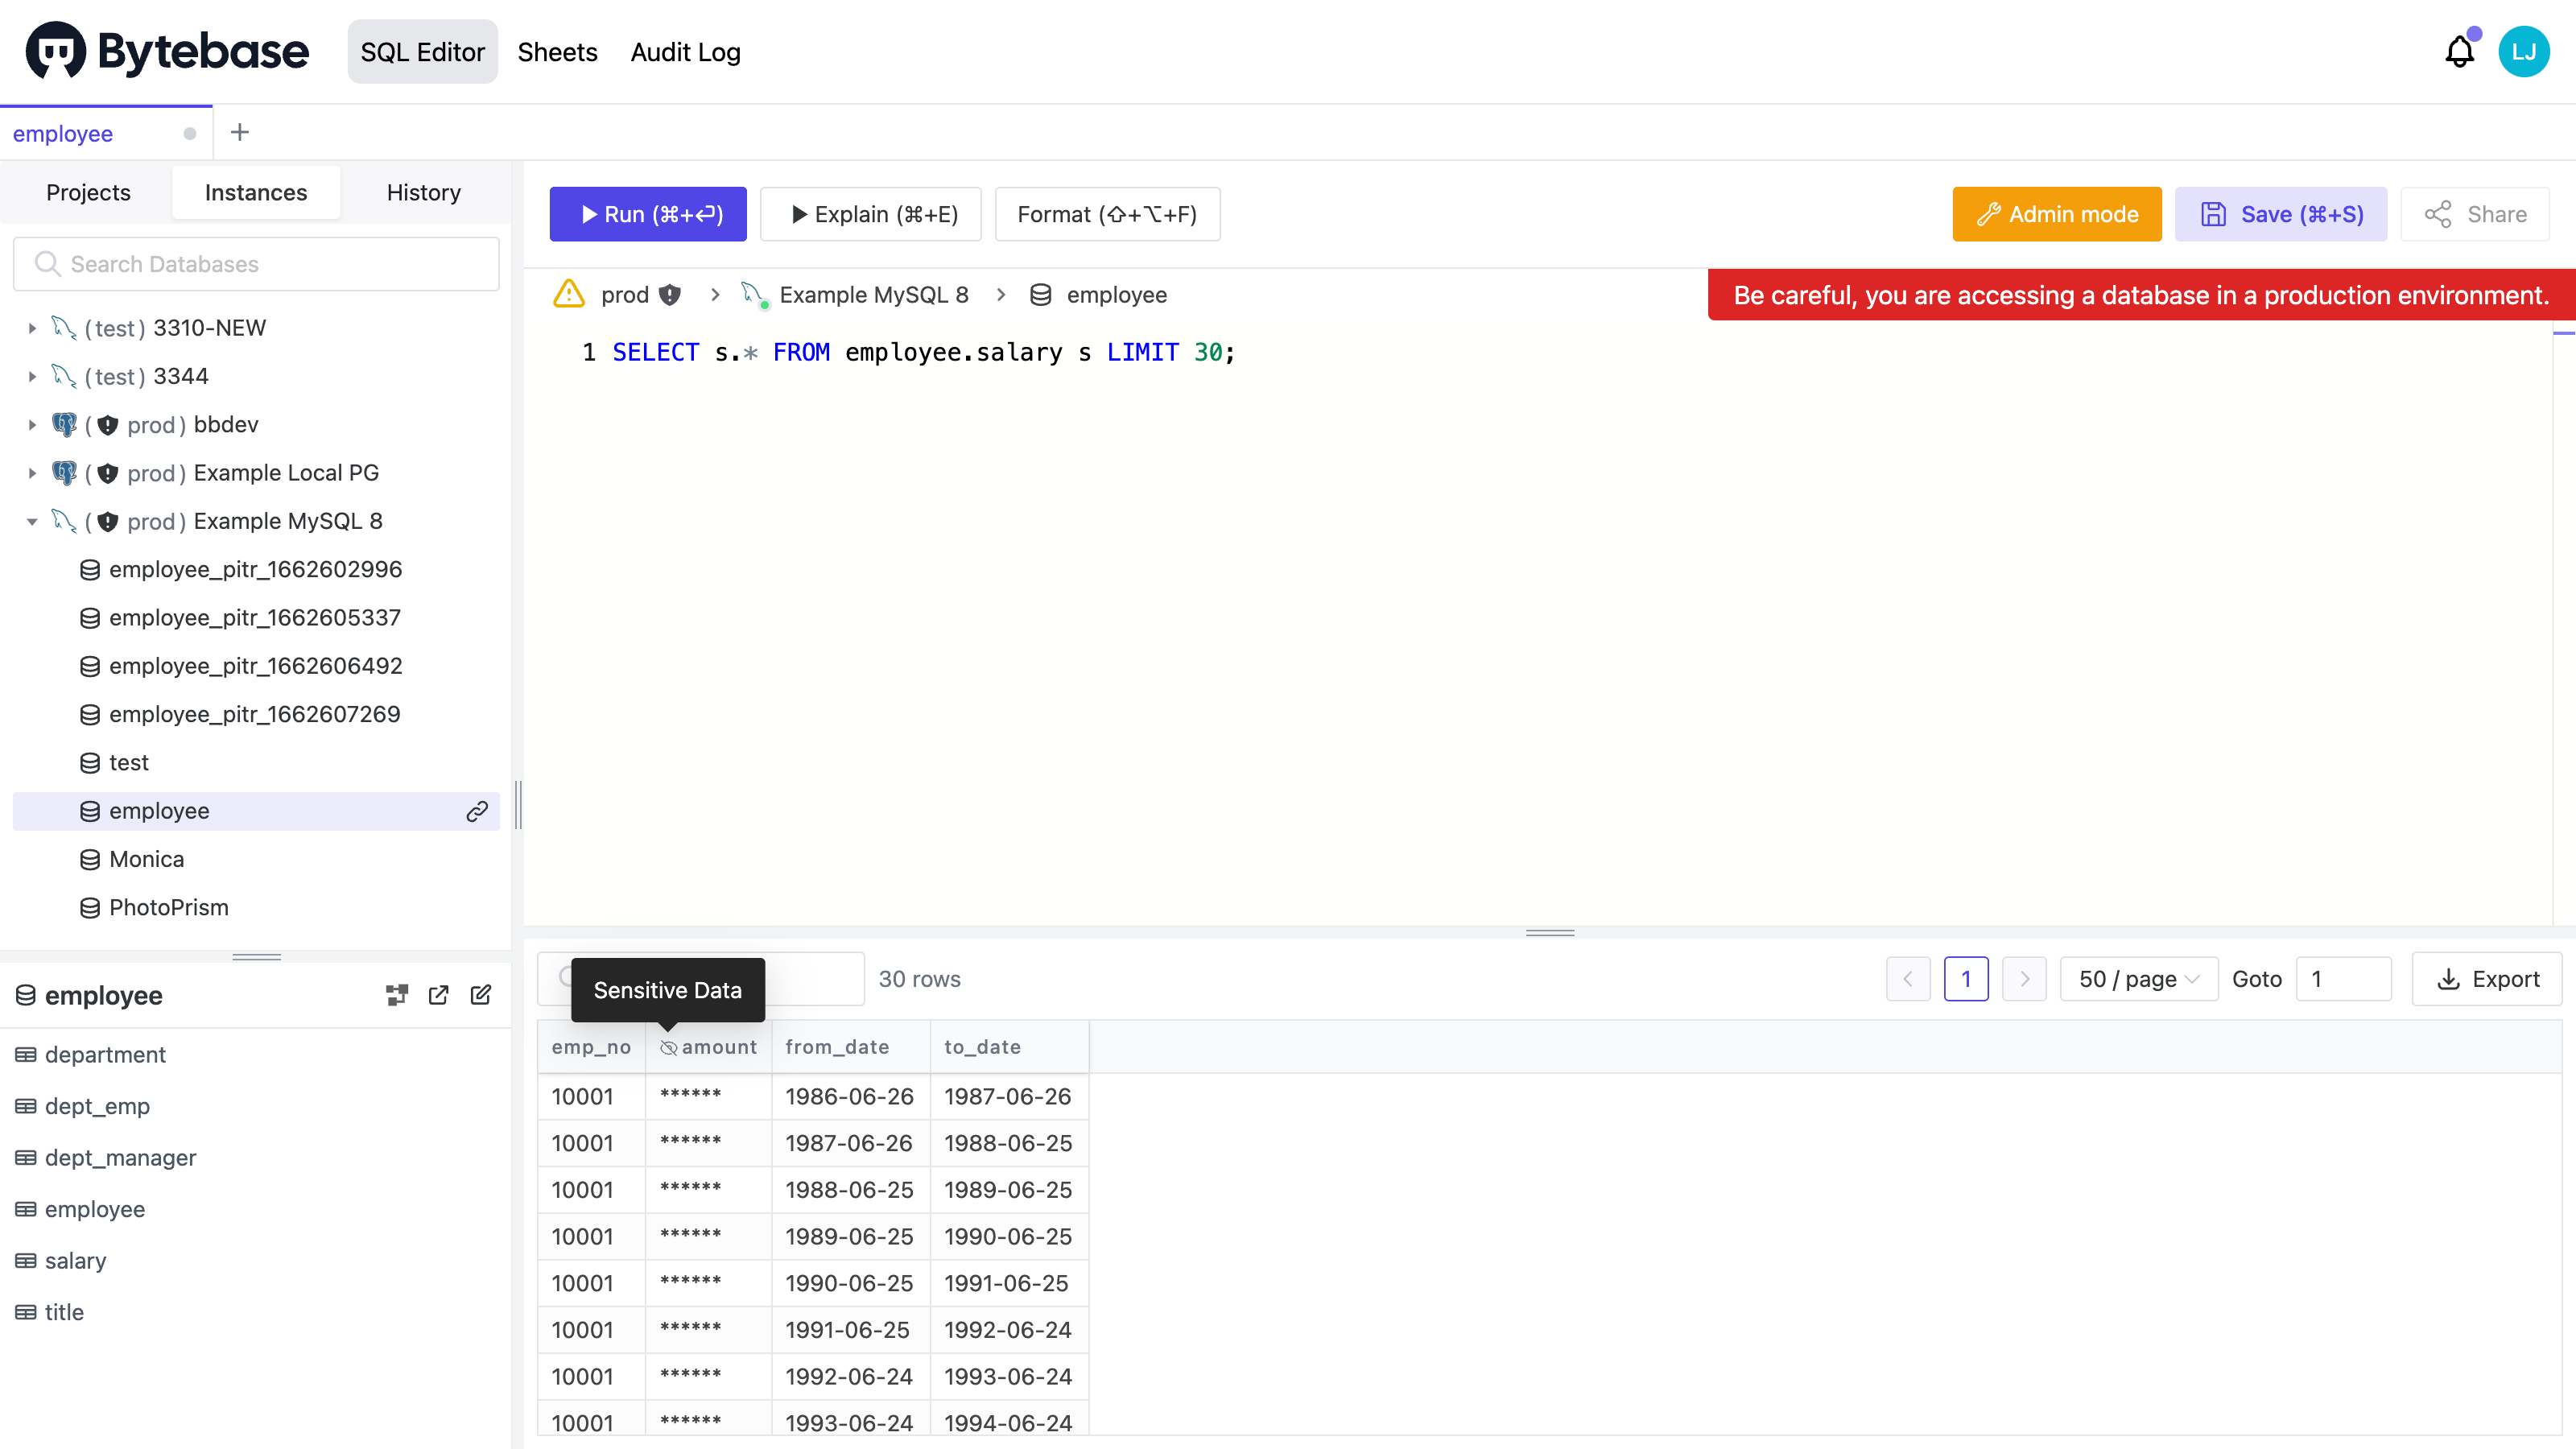 Bytebase SQL Editor Sheets Audit Log LJ
employee +
Projects Instances History
Search Databases
(test) 3310-NEW
(test) 3344
(prod) bbdev
(prod) Example Local PG
(prod) Example MySQL 8
employee_pitr_1662602996
employee_pitr_1662605337
employee_pitr_1662606492
employee_pitr_1662607269
test
employee
Monica
PhotoPrism
employee
department
dept_emp
dept_manager
employee
salary
title
Run (⌘+⏎) Explain (⌘+E) Format (⇧+⌥+F) Admin mode Save (⌘+S) Share
prod > Example MySQL 8 > employee
Be careful, you are accessing a database in a production environment.
1 SELECT s.* FROM employee.salary s LIMIT 30;
Sensitive Data 30 rows < 1 > 50 / page Goto 1 Export
emp_no amount from_date to_date
10001 ****** 1986-06-26 1987-06-26
10001 ****** 1987-06-26 1988-06-25
10001 ****** 1988-06-25 1989-06-25
10001 ****** 1989-06-25 1990-06-25
10001 ****** 1990-06-25 1991-06-25
10001 ****** 1991-06-25 1992-06-24
10001 ****** 1992-06-24 1993-06-24
10001 ****** 1993-06-24 1994-06-24